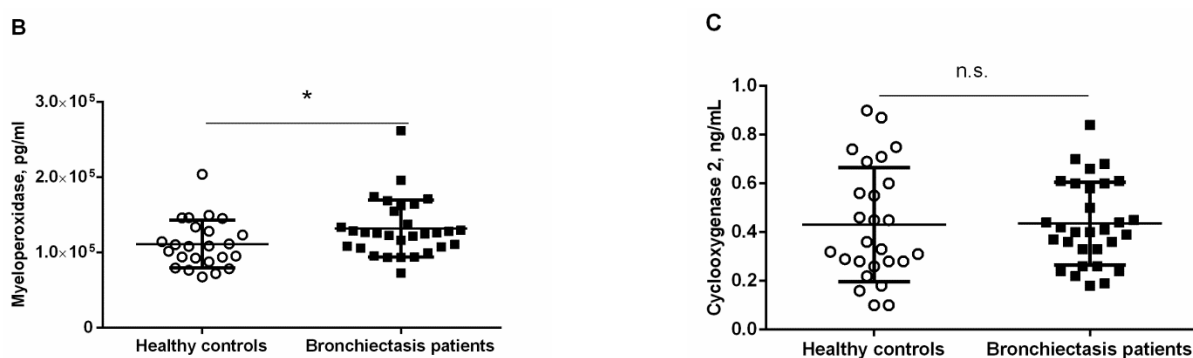 B
Myeloperoxidase, pg/ml
3.0×10⁵
2.0×10⁵
1.0×10⁵
0
*
Healthy controls
Bronchiectasis patients
C
Cyclooxygenase 2, ng/mL
1.0
0.8
0.6
0.4
0.2
0.0
n.s.
Healthy controls
Bronchiectasis patients